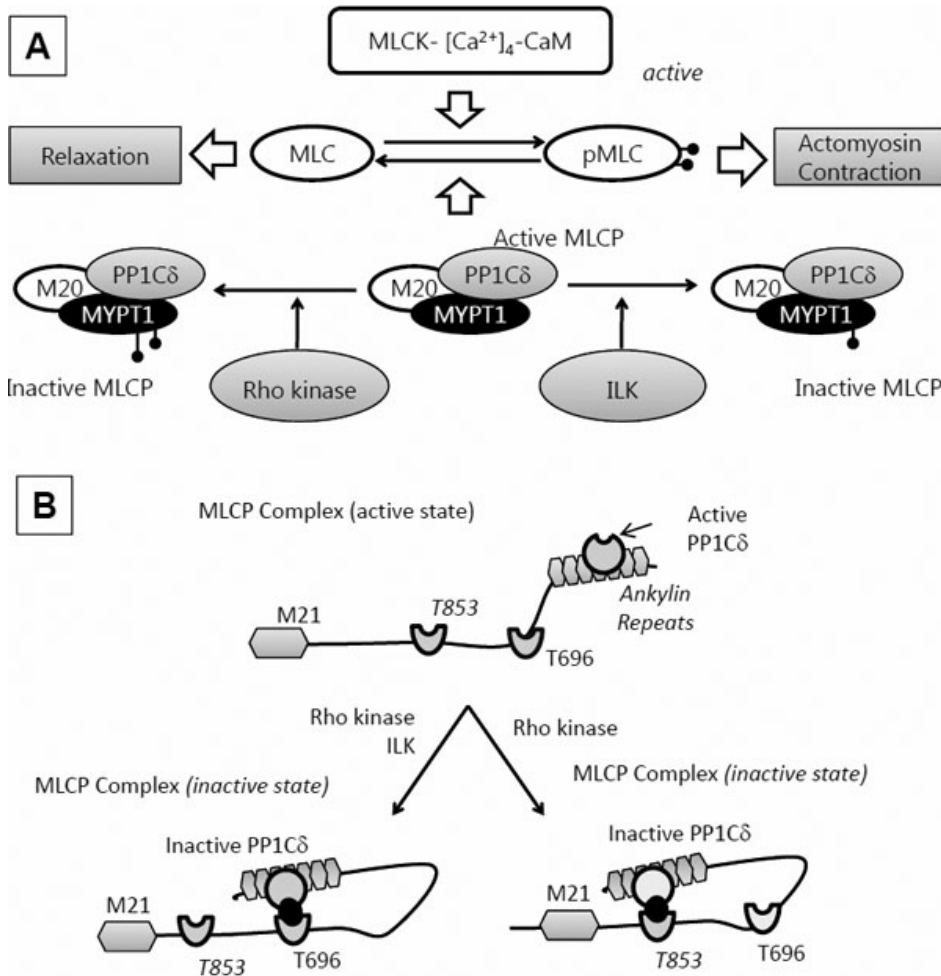 A
MLCK- [Ca²⁺]₄-CaM
active
Relaxation
MLC
pMLC
Actomyosin
Contraction
Active MLCP
M20
PP1Cδ
MYPT1
M20
PP1Cδ
MYPT1
M20
PP1Cδ
MYPT1
Inactive MLCP
Rho kinase
ILK
Inactive MLCP
B
MLCP Complex (active state)
Active
PP1Cδ
Ankylin
Repeats
M21
T853
T696
Rho kinase
ILK
Rho kinase
MLCP Complex (inactive state)
MLCP Complex (inactive state)
Inactive PP1Cδ
Inactive PP1Cδ
M21
T853
T696
M21
T853
T696